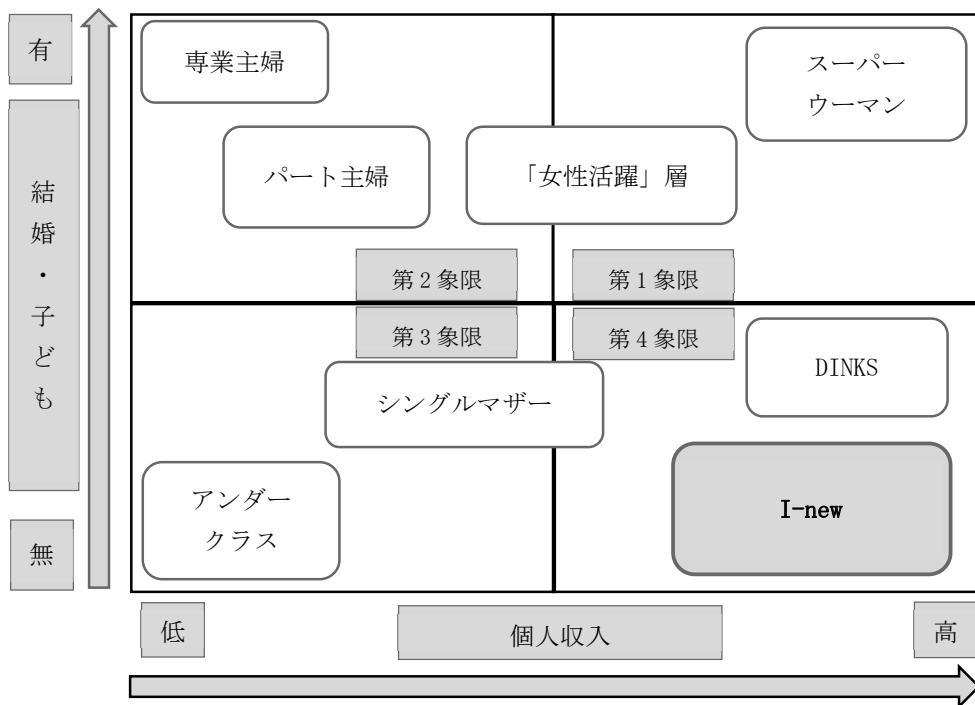 有
専業主婦
スーパー
ウーマン
パート主婦
「女性活躍」層
結
婚
・
子
ど
も
第2象限
第1象限
第3象限
第4象限
DINKS
シングルマザー
アンダー
クラス
I-new
無
低
個人収入
高